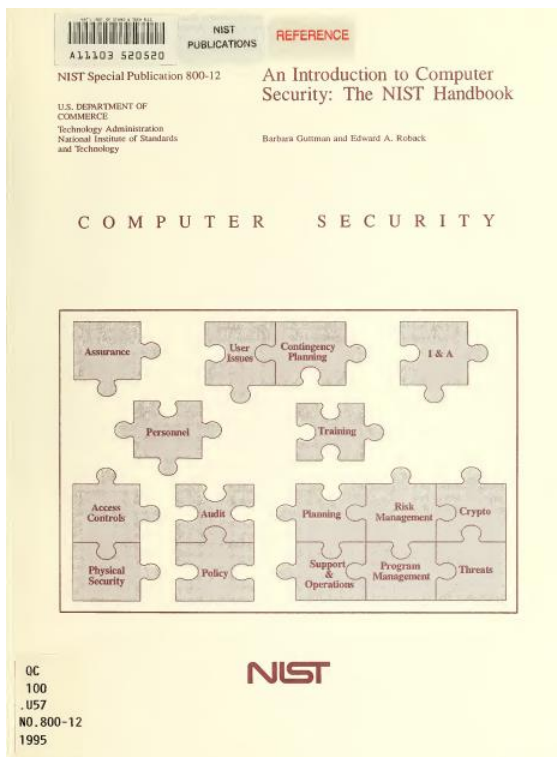 A11103 520520
NIST
PUBLICATIONS
REFERENCE
NIST Special Publication 800-12
U.S. DEPARTMENT OF
COMMERCE
Technology Administration
National Institute of Standards
and Technology
An Introduction to Computer
Security: The NIST Handbook
Barbara Guttman and Edward A. Roback
COMPUTER SECURITY
Assurance
User
Issues
Contingency
Planning
I & A
Personnel
Training
Access
Controls
Audit
Planning
Risk
Management
Crypto
Physical
Security
Policy
Support
&
Operations
Program
Management
Threats
NIST
QC
100
.U57
NO.800-12
1995